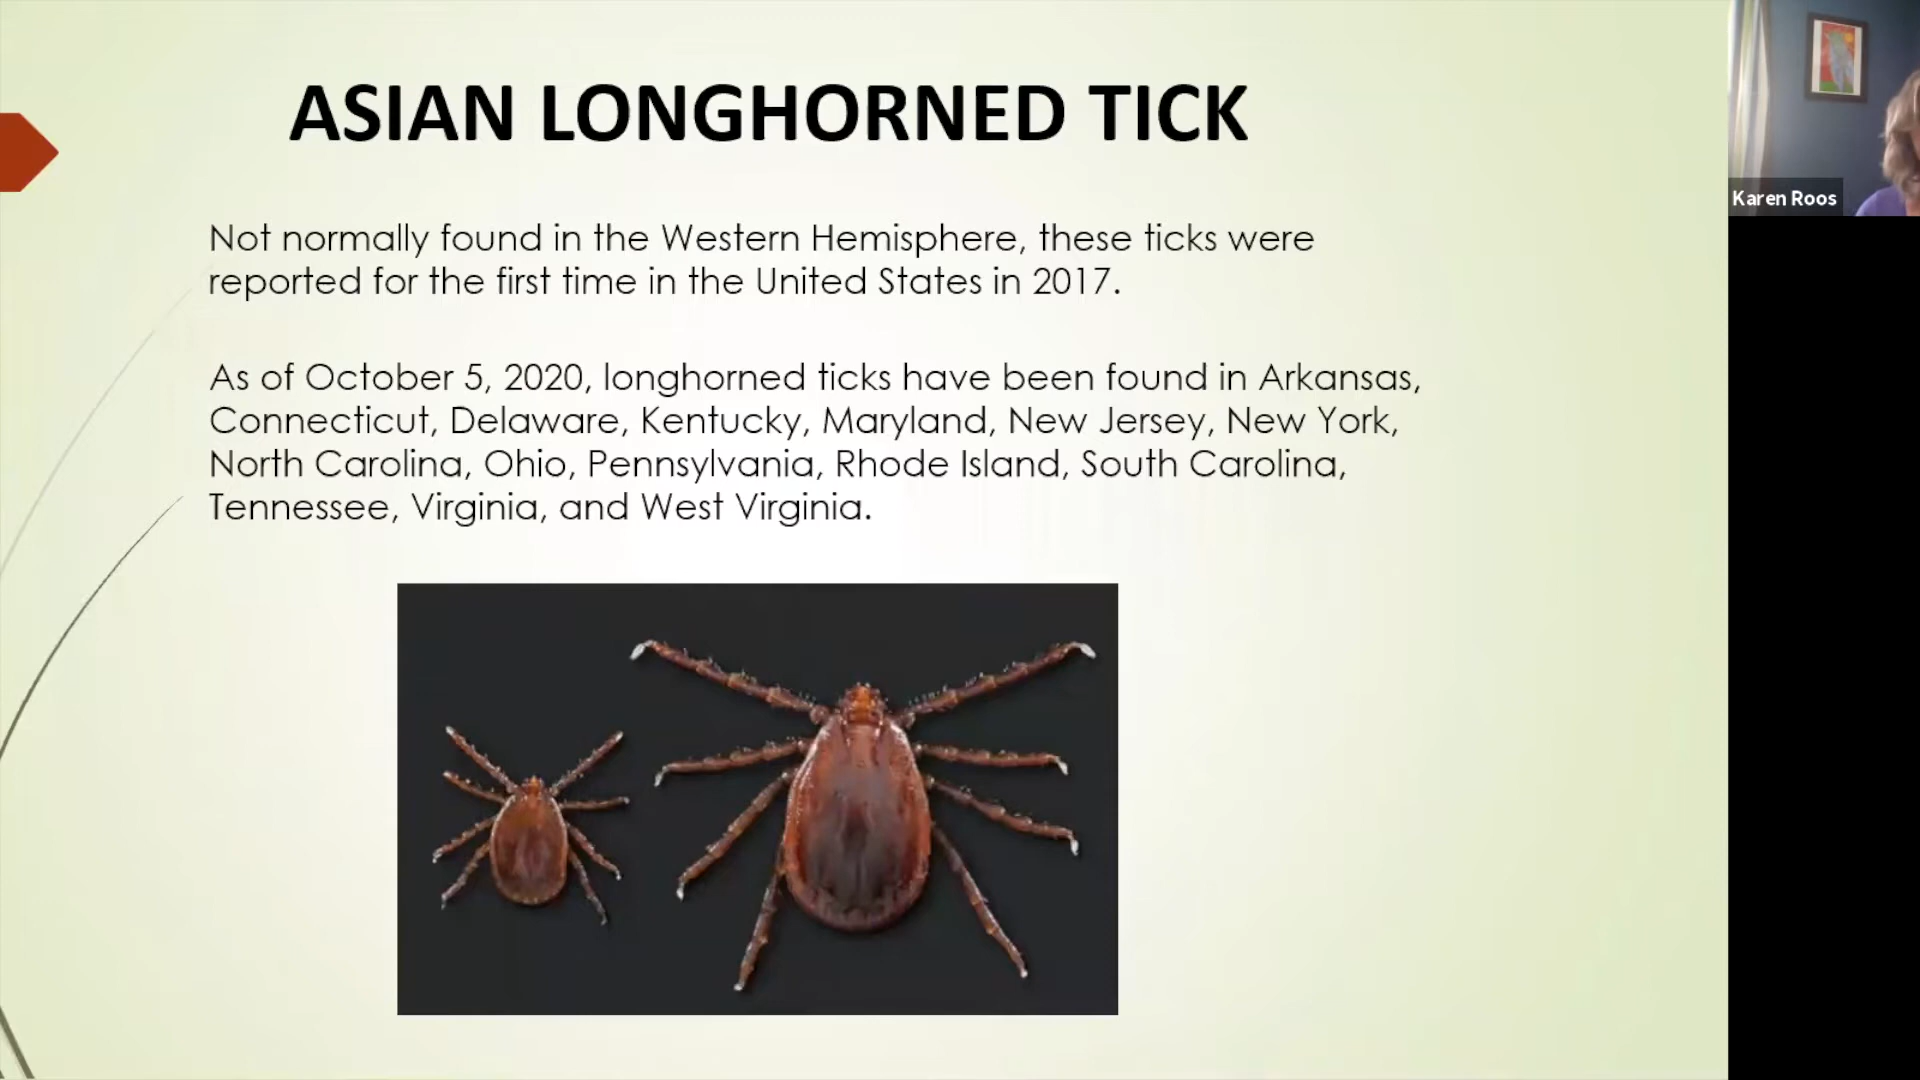 ASIAN LONGHORNED TICK
Not normally found in the Western Hemisphere, these ticks were
reported for the first time in the United States in 2017.
As of October 5, 2020, longhorned ticks have been found in Arkansas,
Connecticut, Delaware, Kentucky, Maryland, New Jersey, New York,
North Carolina, Ohio, Pennsylvania, Rhode Island, South Carolina,
Tennessee, Virginia, and West Virginia.
Karen Roos